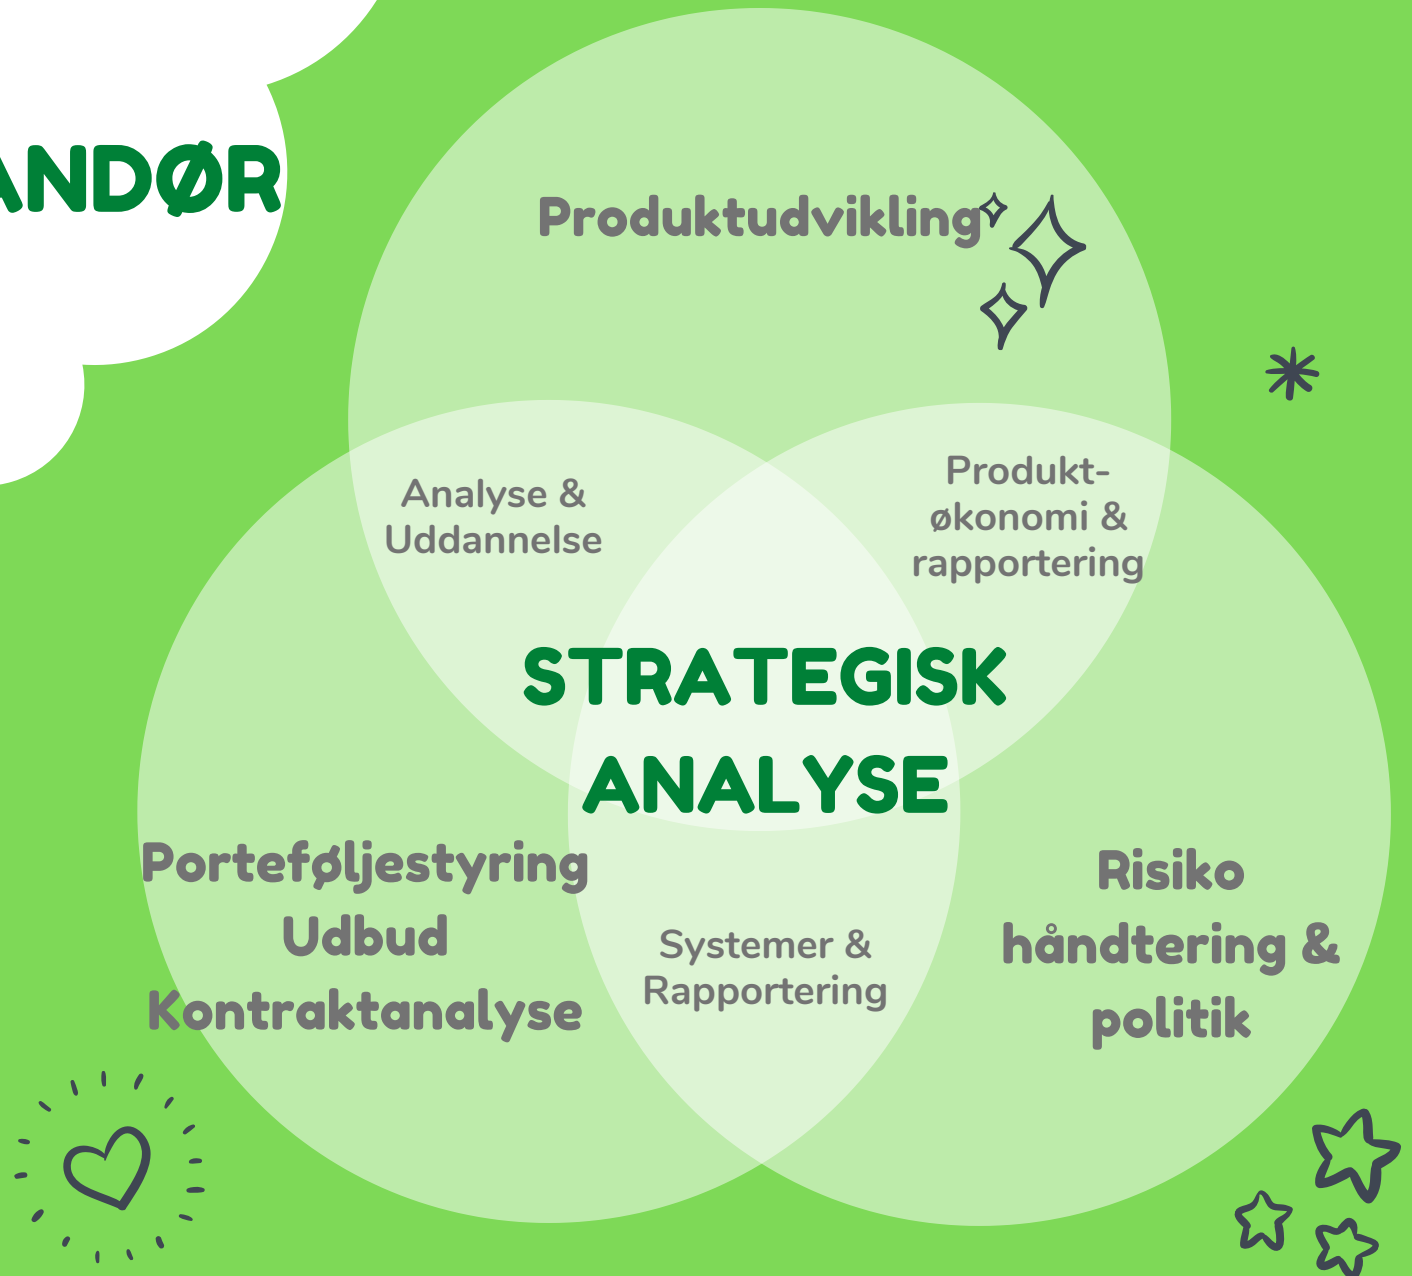 ANDØR
Produktudvikling
Analyse &
Uddannelse
Produkt-
økonomi &
rapportering
STRATEGISK
ANALYSE
Porteføljestyring
Udbud
Kontraktanalyse
Systemer &
Rapportering
Risiko
håndtering &
politik